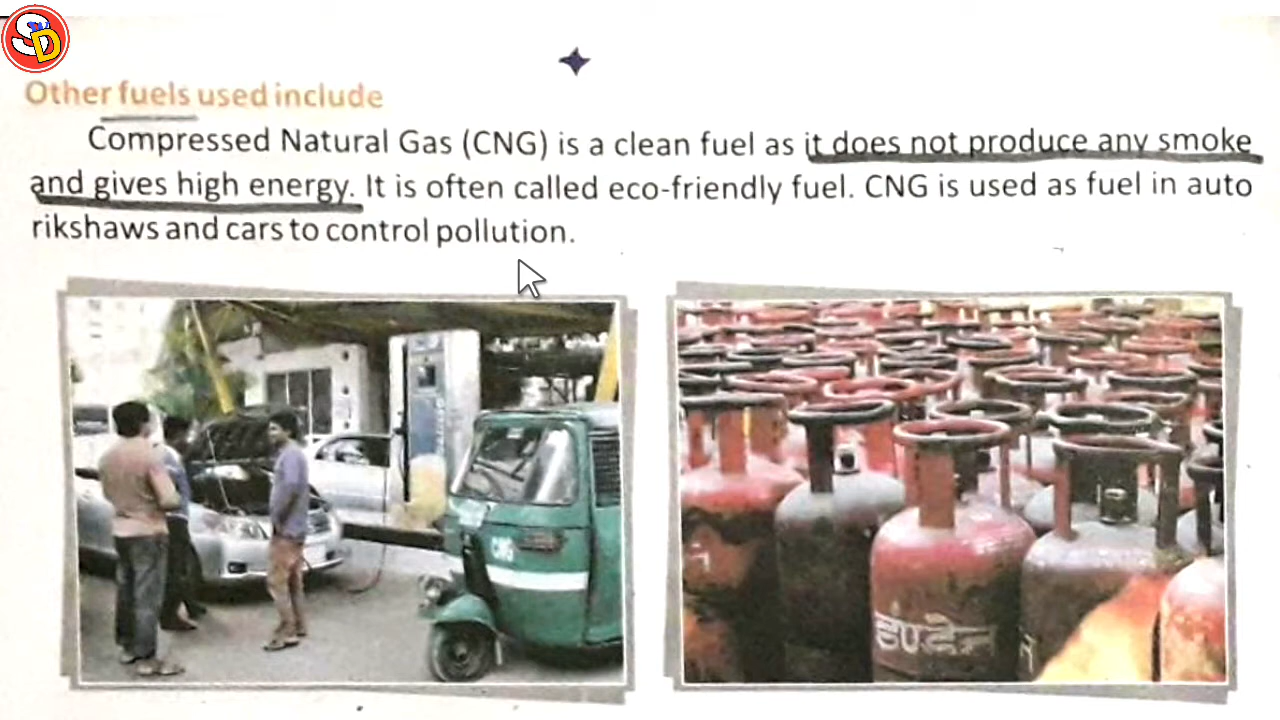 SD
Other fuels used include
Compressed Natural Gas (CNG) is a clean fuel as it does not produce any smoke
and gives high energy. It is often called eco-friendly fuel. CNG is used as fuel in auto
rikshaws and cars to control pollution.
CNG
इण्डेन